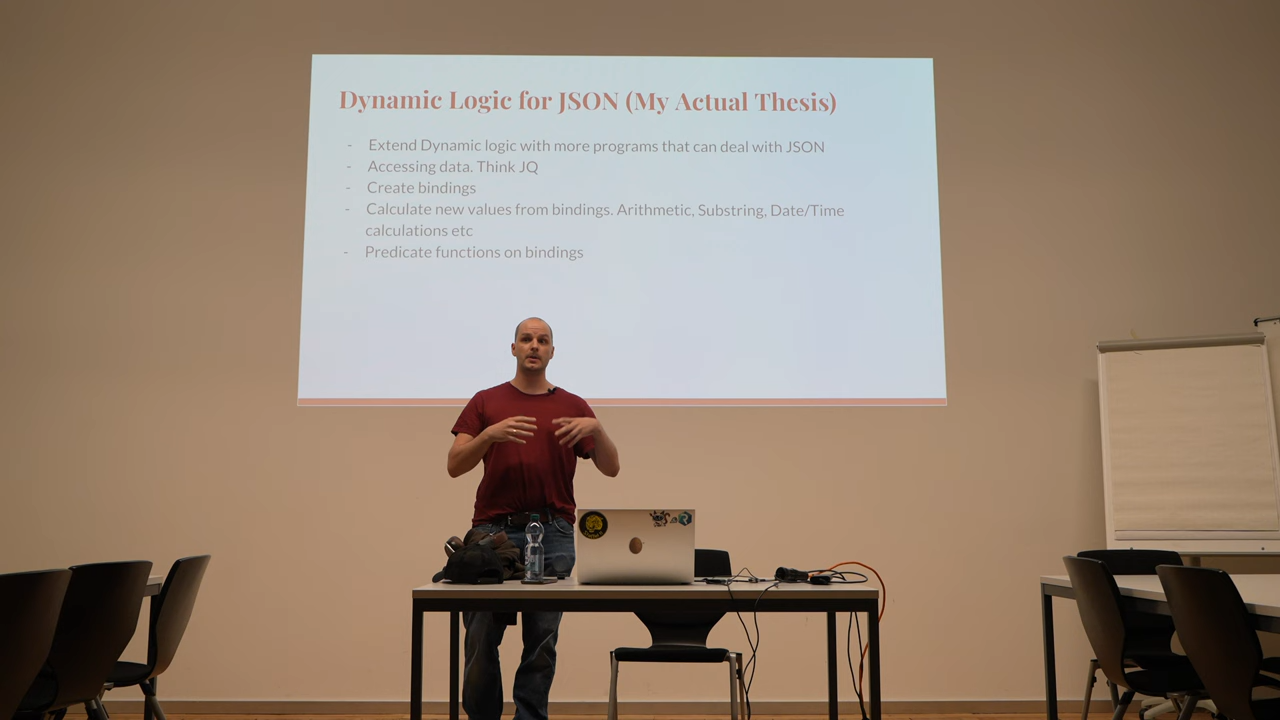 Dynamic Logic for JSON (My Actual Thesis)
- Extend Dynamic logic with more programs that can deal with JSON
- Accessing data. Think JQ
- Create bindings
- Calculate new values from bindings. Arithmetic, Substring, Date/Time
calculations etc
- Predicate functions on bindings